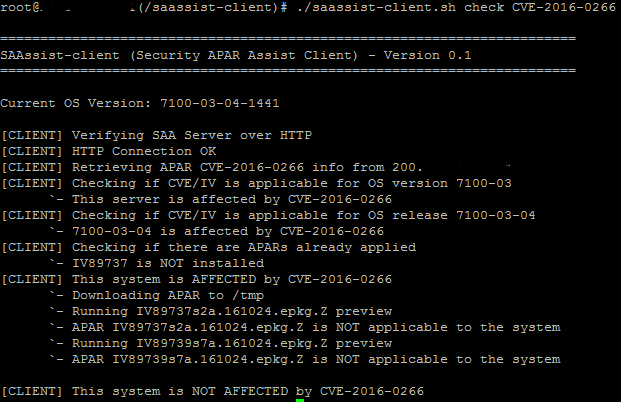 root@. (/saassist-client)# ./saassist-client.sh check CVE-2016-0266
========================================================================
SAAssist-client (Security APAR Assist Client) - Version 0.1
========================================================================
Current OS Version: 7100-03-04-1441
[CLIENT] Verifying SAA Server over HTTP
[CLIENT] HTTP Connection OK
[CLIENT] Retrieving APAR CVE-2016-0266 info from 200.
[CLIENT] Checking if CVE/IV is applicable for OS version 7100-03
`- This server is affected by CVE-2016-0266
[CLIENT] Checking if CVE/IV is applicable for OS release 7100-03-04
`- 7100-03-04 is affected by CVE-2016-0266
[CLIENT] Checking if there are APARs already applied
`- IV89737 is NOT installed
[CLIENT] This system is AFFECTED by CVE-2016-0266
`- Downloading APAR to /tmp
`- Running IV89737s2a.161024.epkg.Z preview
`- APAR IV89737s2a.161024.epkg.Z is NOT applicable to the system
`- Running IV89739s7a.161024.epkg.Z preview
`- APAR IV89739s7a.161024.epkg.Z is NOT applicable to the system
[CLIENT] This system is NOT AFFECTED by CVE-2016-0266